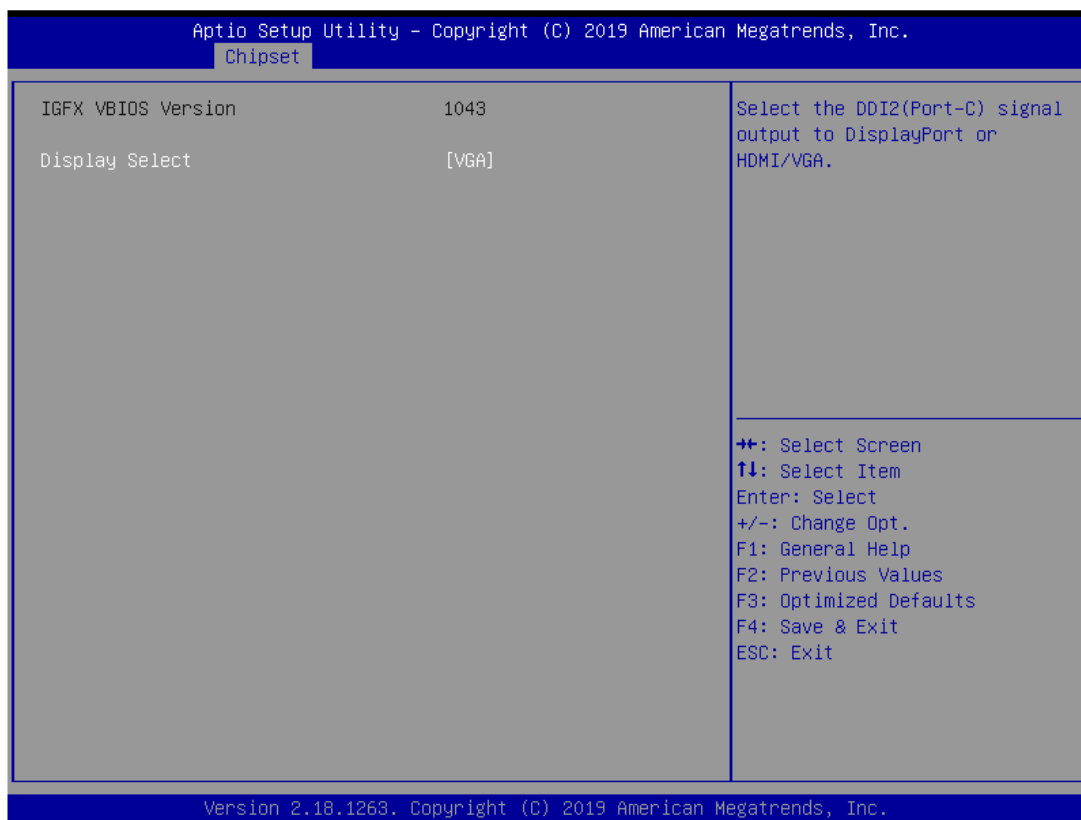 Aptio Setup Utility – Copyright (C) 2019 American Megatrends, Inc.
Chipset
IGFX VBIOS Version 1043
Display Select [VGA]
Select the DDI2(Port-C) signal
output to DisplayPort or
HDMI/VGA.
→←: Select Screen
↑↓: Select Item
Enter: Select
+/-: Change Opt.
F1: General Help
F2: Previous Values
F3: Optimized Defaults
F4: Save & Exit
ESC: Exit
Version 2.18.1263. Copyright (C) 2019 American Megatrends, Inc.